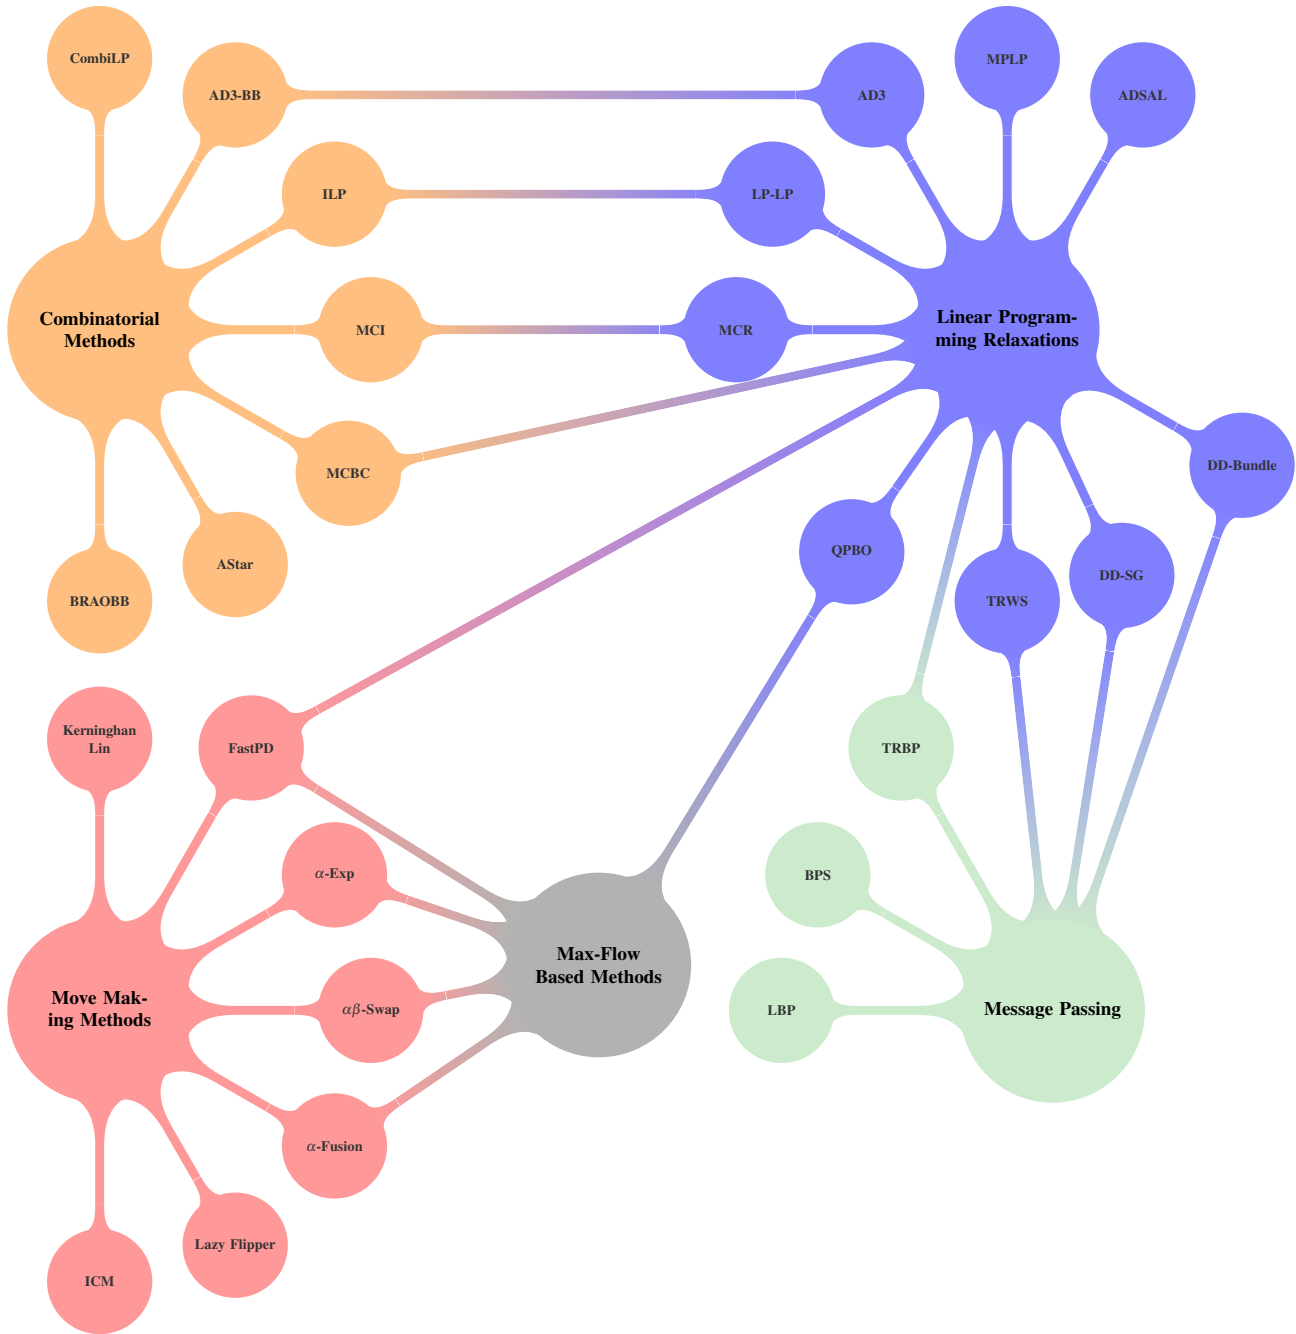 CombiLP
MPLP
AD3-BB
AD3
ADSAL
ILP
LP-LP
Combinatorial
Methods
MCI
MCR
Linear Program-
ming Relaxations
MCBC
DD-Bundle
AStar
QPBO
DD-SG
BRAOBB
TRWS
Kerninghan
Lin
FastPD
TRBP
α-Exp
BPS
Max-Flow
Based Methods
Move Mak-
ing Methods
αβ-Swap
LBP
Message Passing
α-Fusion
Lazy Flipper
ICM